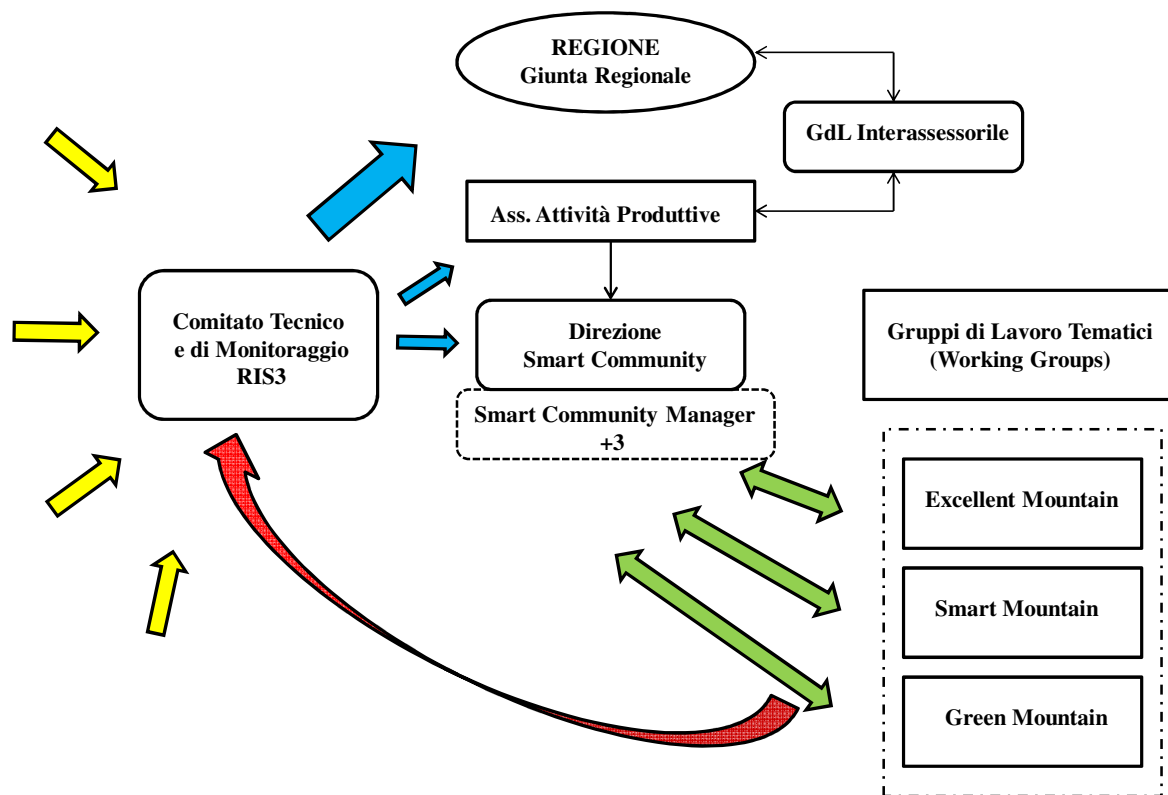 REGIONE
Giunta Regionale
GdL Interassessorile
Ass. Attività Produttive
Comitato Tecnico
e di Monitoraggio
RIS3
Direzione
Smart Community
Smart Community Manager
+3
Gruppi di Lavoro Tematici
(Working Groups)
Excellent Mountain
Smart Mountain
Green Mountain